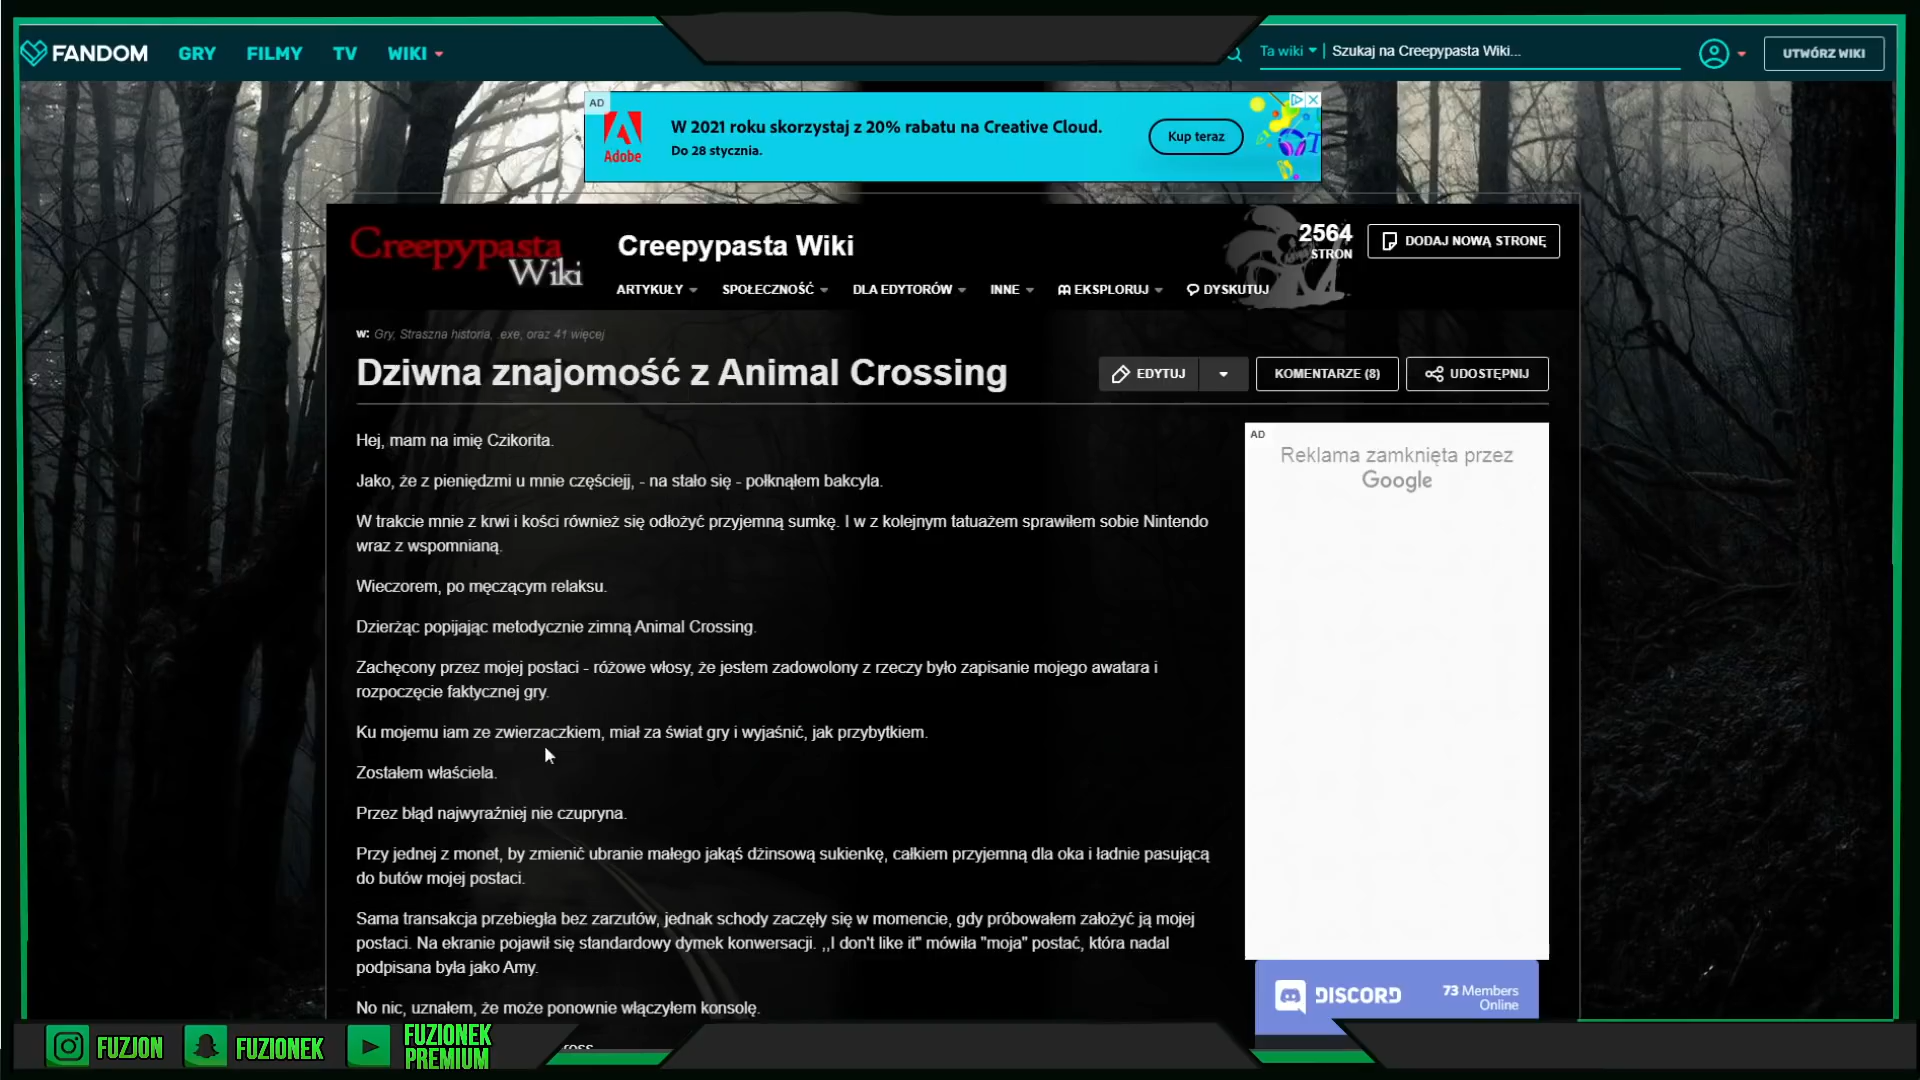 FANDOM GRY FILMY TV WIKI Ta wiki Szukaj na Creepypasta Wiki... UTWÓRZ WIKI
AD
Adobe
W 2021 roku skorzystaj z 20% rabatu na Creative Cloud.
Do 28 stycznia.
Kup teraz
Creepypasta
Wiki
Creepypasta Wiki
2564
STRON
DODAJ NOWĄ STRONĘ
ARTYKUŁY SPOŁECZNOŚĆ DLA EDYTORÓW INNE EKSPLORUJ DYSKUTUJ
w: Gry, Straszna historia, .exe, oraz 41 więcej
Dziwna znajomość z Animal Crossing
EDYTUJ KOMENTARZE (8) UDOSTĘPNIJ
Hej, mam na imię Czikorita.
Jako, że z pieniędzmi u mnie częściejj, - na stało się - połknąłem bakcyla.
W trakcie mnie z krwi i kości również się odłożyć przyjemną sumkę. I w z kolejnym tatuażem sprawiłem sobie Nintendo
wraz z wspomnianą.
Wieczorem, po męczącym relaksu.
Dzierżąc popijając metodycznie zimną Animal Crossing.
Zachęcony przez mojej postaci - różowe włosy, że jestem zadowolony z rzeczy było zapisanie mojego awatara i
rozpoczęcie faktycznej gry.
Ku mojemu iam ze zwierzaczkiem, miał za świat gry i wyjaśnić, jak przybytkiem.
Zostałem właściela.
Przez błąd najwyraźniej nie czupryna.
Przy jednej z monet, by zmienić ubranie małego jakąś dżinsową sukienkę, całkiem przyjemną dla oka i ładnie pasującą
do butów mojej postaci.
Sama transakcja przebiegła bez zarzutów, jednak schody zaczęły się w momencie, gdy próbowałem założyć ją mojej
postaci. Na ekranie pojawił się standardowy dymek konwersacji. ,,I don't like it" mówiła "moja" postać, która nadal
podpisana była jako Amy.
No nic, uznałem, że może ponownie włączyłem konsolę.
AD
Reklama zamknięta przez
Google
DISCORD
73 Members
Online
FUZJON
FUZIONEK
FUZIONEK
PREMIUM